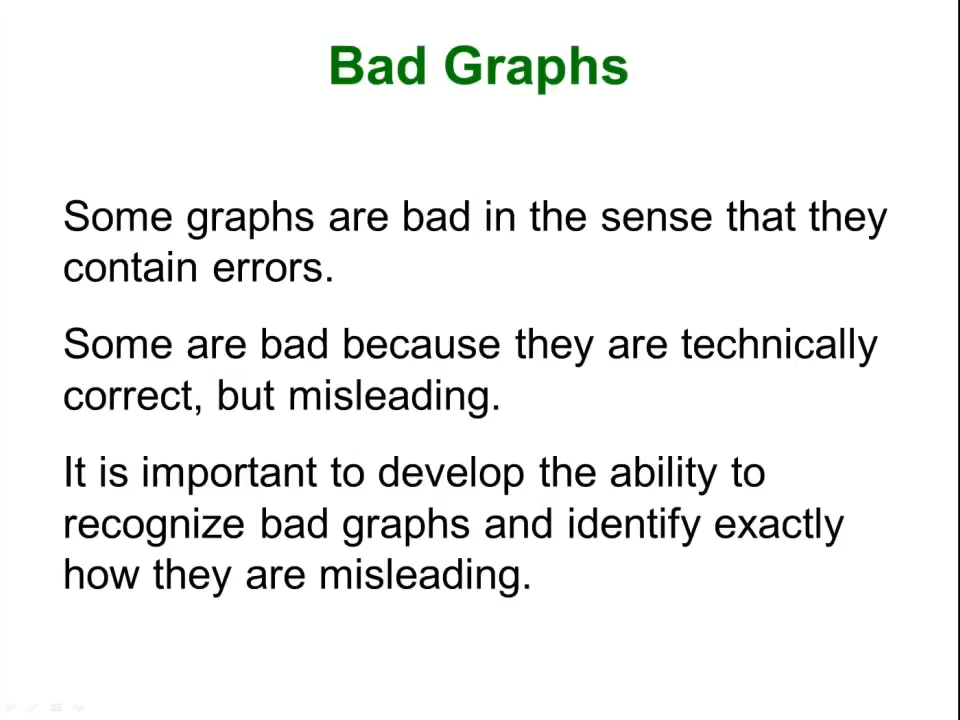 Bad Graphs
Some graphs are bad in the sense that they
contain errors.
Some are bad because they are technically
correct, but misleading.
It is important to develop the ability to
recognize bad graphs and identify exactly
how they are misleading.